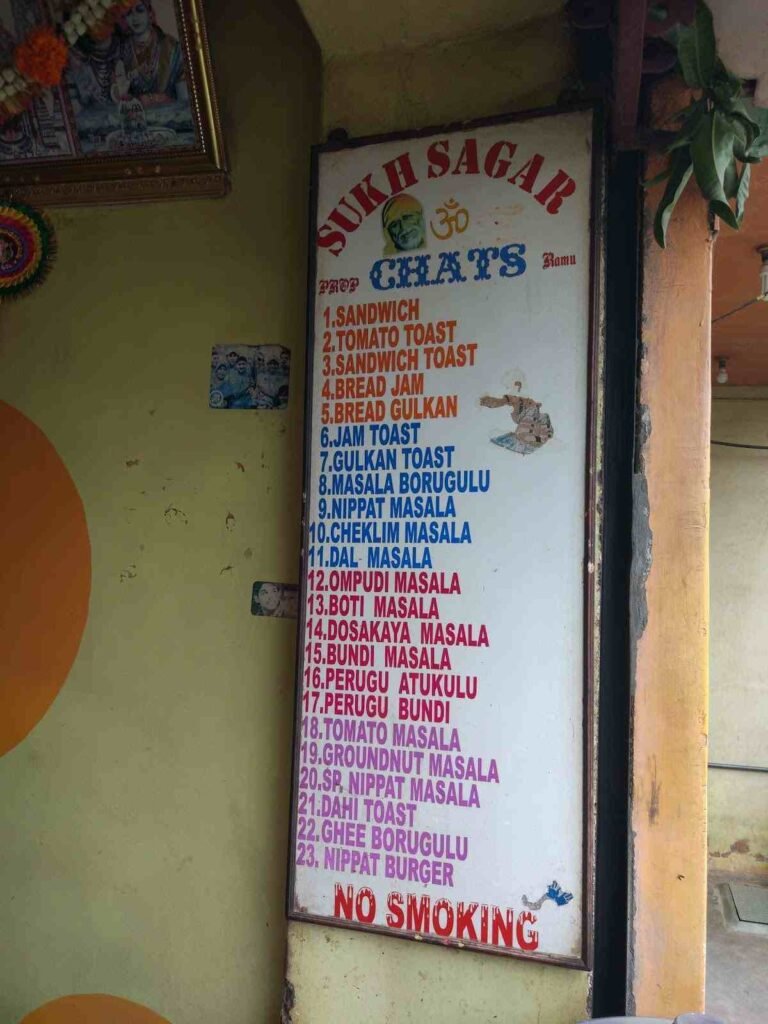 SUKH SAGAR
ॐ
PROP CHATS Ramu
1.SANDWICH
2.TOMATO TOAST
3.SANDWICH TOAST
4.BREAD JAM
5.BREAD GULKAN
6.JAM TOAST
7.GULKAN TOAST
8.MASALA BORUGULU
9.NIPPAT MASALA
10.CHEKLIM MASALA
11.DAL MASALA
12.OMPUDI MASALA
13.BOTI MASALA
14.DOSAKAYA MASALA
15.BUNDI MASALA
16.PERUGU ATUKULU
17.PERUGU BUNDI
18.TOMATO MASALA
19.GROUNDNUT MASALA
20.SP. NIPPAT MASALA
21.DAHI TOAST
22.GHEE BORUGULU
23. NIPPAT BURGER
NO SMOKING